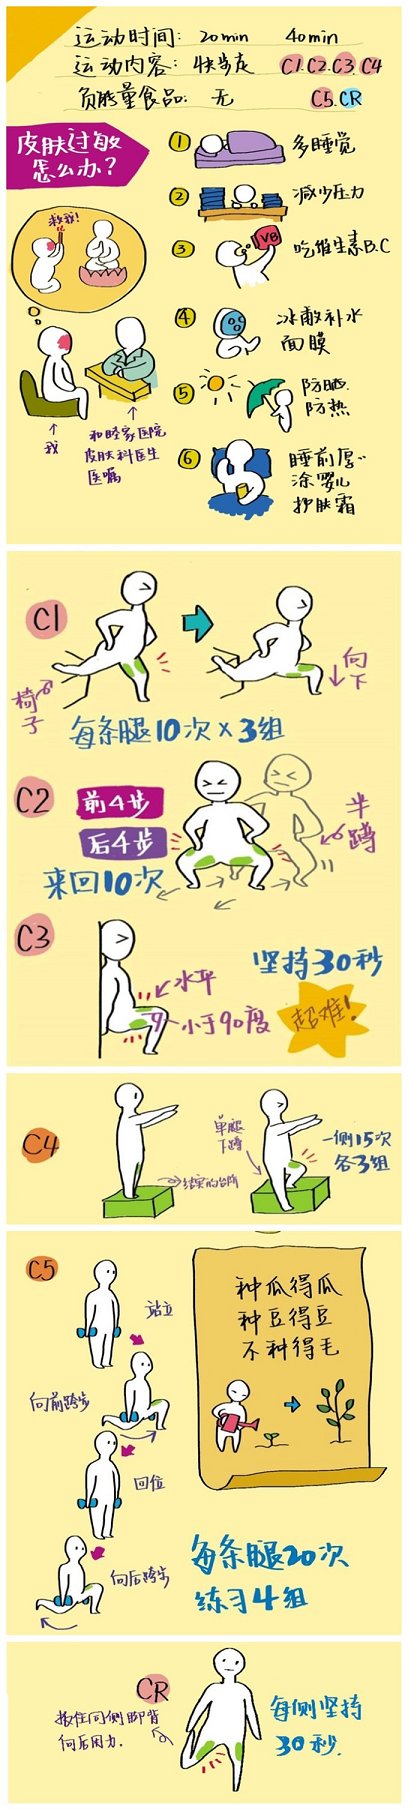 运动时间: 20min 40min
运动内容: 快步走 C1.C2.C3.C4
负能量食品: 无 C5.CR
皮肤过敏
怎么办?
救我!
① 多睡觉
② 减少压力
③ VB 吃维生素B.C
④ 冰敷补水
面膜
⑤ 防晒.
防热
⑥ 睡前厚
涂婴儿
护肤霜
我
和睦家医院
皮肤科医生
医嘱
C1
椅子
向下
每条腿10次×3组
C2 前4步
后4步
来回10次
半蹲
C3
水平
小于90度
坚持30秒
超难!
C4
结实的台阶
单腿
下蹲
一侧15次
各3组
C5
站立
向前跨步
回位
向后跨步
种瓜得瓜
种豆得豆
不种得毛
每条腿20次
练习4组
CR
扳住同侧脚背
向后用力.
每侧坚持
30秒.